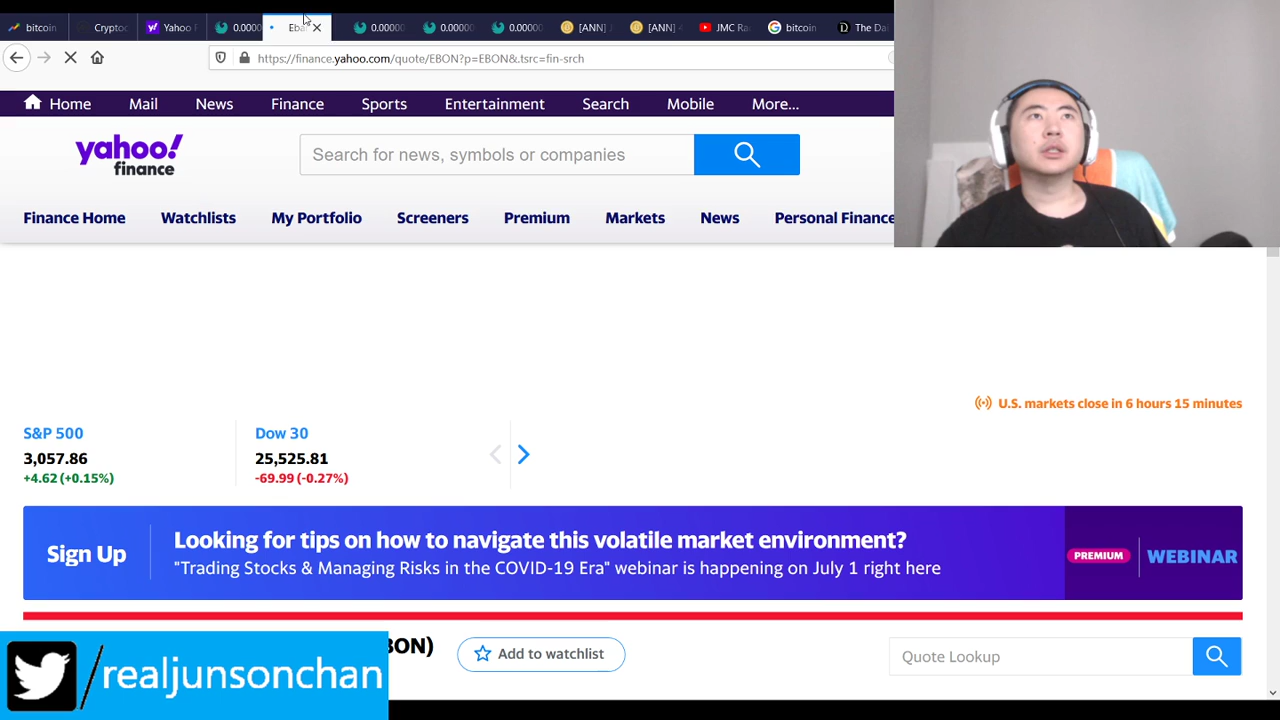 bitcoin
Crypto
Yahoo F
0.0000
Eba
0.00000
0.0000
0.0000
[ANN]
[ANN]
JMC Ra
bitcoin
The Da
https://finance.yahoo.com/quote/EBON?p=EBON&.tsrc=fin-srch
Home
Mail
News
Finance
Sports
Entertainment
Search
Mobile
More...
yahoo!
finance
Search for news, symbols or companies
Finance Home
Watchlists
My Portfolio
Screeners
Premium
Markets
News
Personal Finance
U.S. markets close in 6 hours 15 minutes
S&P 500
3,057.86
+4.62 (+0.15%)
Dow 30
25,525.81
-69.99 (-0.27%)
Sign Up
Looking for tips on how to navigate this volatile market environment?
"Trading Stocks & Managing Risks in the COVID-19 Era" webinar is happening on July 1 right here
PREMIUM
WEBINAR
BON)
Add to watchlist
Quote Lookup
/realjunsonchan